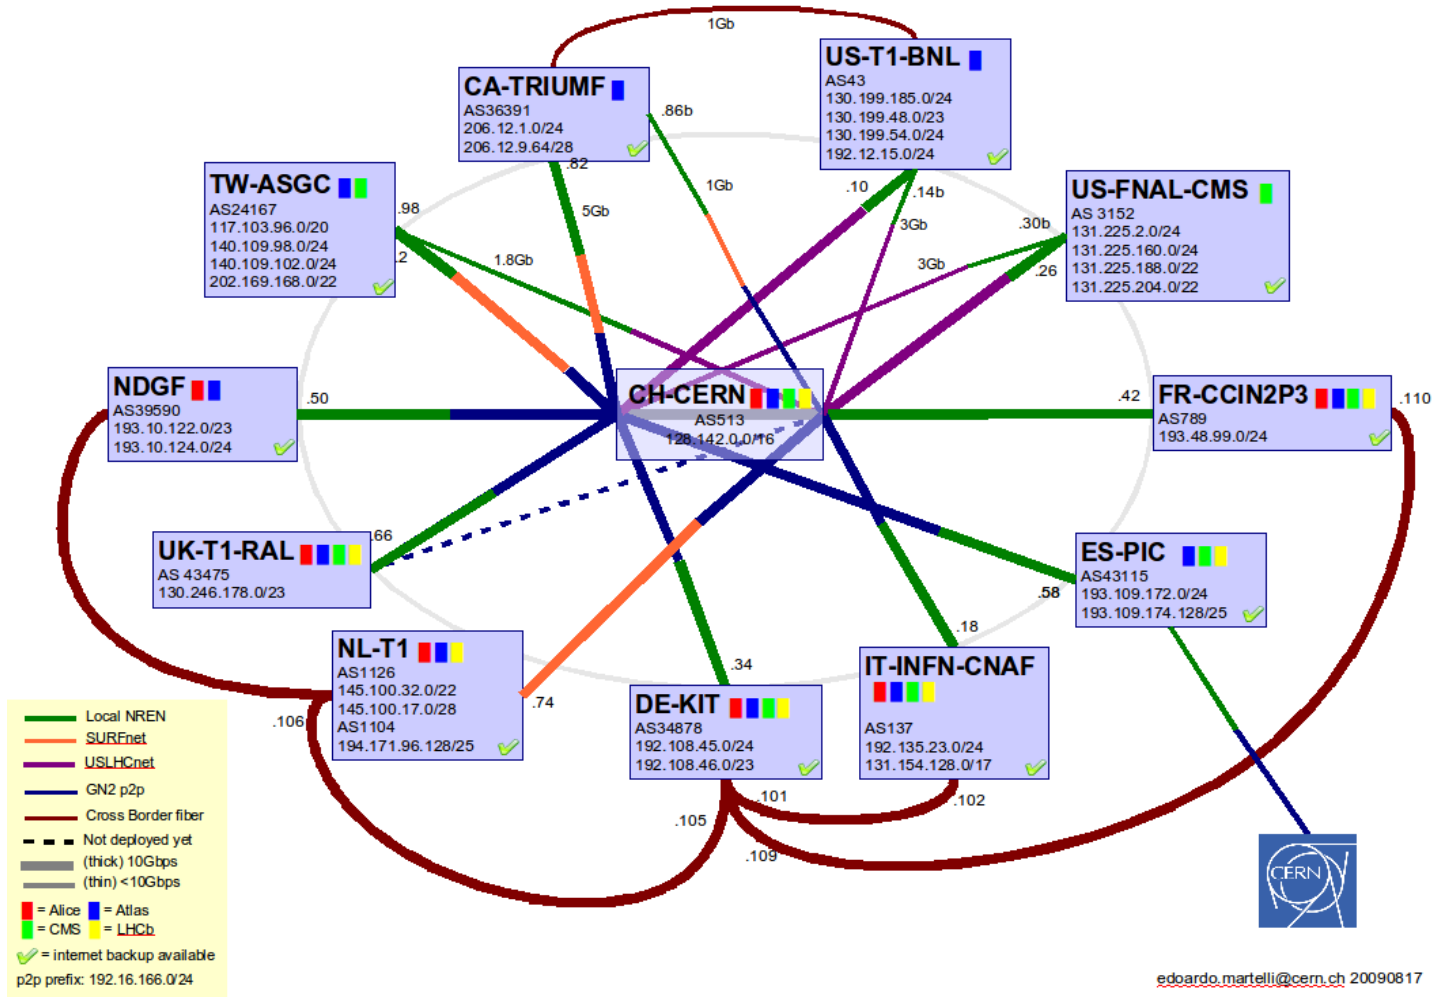 1Gb
US-T1-BNL
AS43
130.199.185.0/24
130.199.48.0/23
130.199.54.0/24
192.12.15.0/24
CA-TRIUMF
AS36391
206.12.1.0/24
206.12.9.64/28
.86b
.82
5Gb
1Gb
.10
.14b
3Gb
TW-ASGC
AS24167
117.103.96.0/20
140.109.98.0/24
140.109.102.0/24
202.169.168.0/22
.98
.2
1.8Gb
US-FNAL-CMS
AS 3152
131.225.2.0/24
131.225.160.0/24
131.225.188.0/22
131.225.204.0/22
.30b
3Gb
.26
NDGF
AS39590
193.10.122.0/23
193.10.124.0/24
.50
CH-CERN
AS513
128.142.0.0/16
.42
FR-CCIN2P3
AS789
193.48.99.0/24
.110
UK-T1-RAL
AS 43475
130.246.178.0/23
.66
ES-PIC
AS43115
193.109.172.0/24
193.109.174.128/25
.58
NL-T1
AS1126
145.100.32.0/22
145.100.17.0/28
AS1104
194.171.96.128/25
.74
.106
DE-KIT
AS34878
192.108.45.0/24
192.108.46.0/23
.34
.18
IT-INFN-CNAF
AS137
192.135.23.0/24
131.154.128.0/17
.101
.102
.105
.109
CERN
Local NREN
SURFnet
USLHCnet
GN2 p2p
Cross Border fiber
Not deployed yet
(thick) 10Gbps
(thin) <10Gbps
= Alice = Atlas
= CMS = LHCb
= internet backup available
p2p prefix: 192.16.166.0/24
edoardo.martelli@cern.ch 20090817